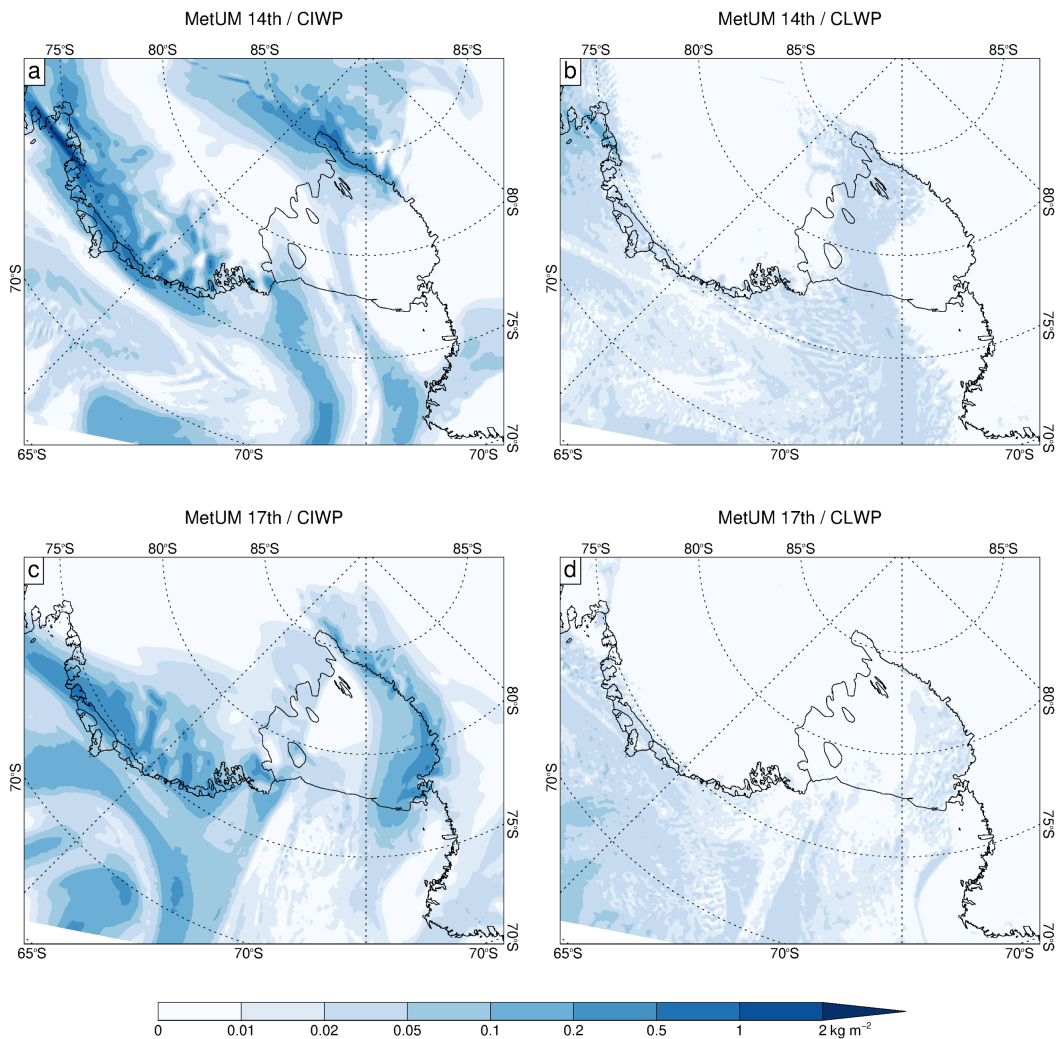 MetUM 14th / CIWP
MetUM 14th / CLWP
75°S 80°S 85°S 85°S
75°S 80°S 85°S 85°S
a
b
80°S
80°S
70°S
70°S
75°S
75°S
70°S
70°S
65°S 70°S 70°S
65°S 70°S 70°S
MetUM 17th / CIWP
MetUM 17th / CLWP
75°S 80°S 85°S 85°S
75°S 80°S 85°S 85°S
c
d
80°S
80°S
70°S
70°S
75°S
75°S
70°S
70°S
65°S 70°S 70°S
65°S 70°S 70°S
0 0.01 0.02 0.05 0.1 0.2 0.5 1 2 kg m⁻²